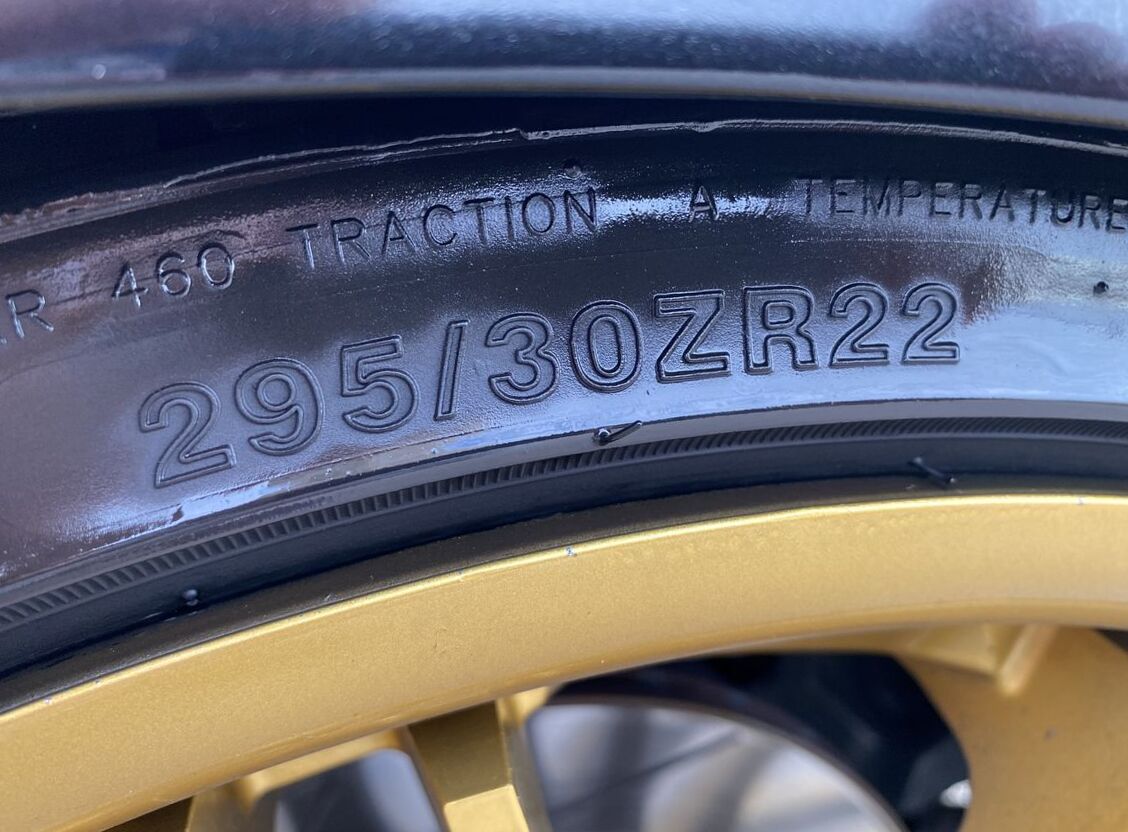 460 TRACTION A TEMPERATURE
295/30ZR22